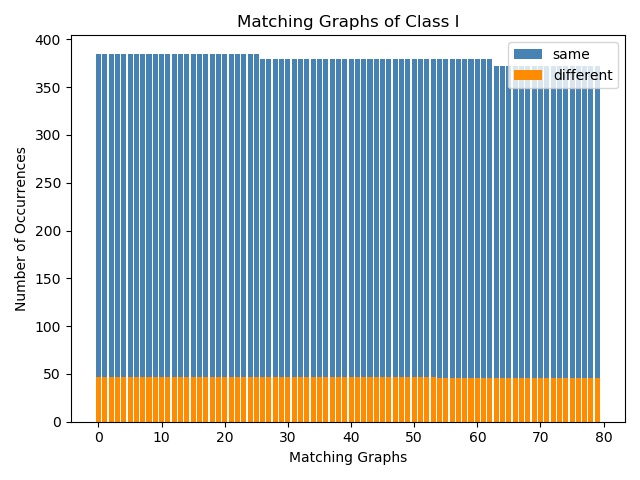 Matching Graphs of Class I
same
different
Number of Occurrences
400
350
300
250
200
150
100
50
0
0 10 20 30 40 50 60 70 80
Matching Graphs